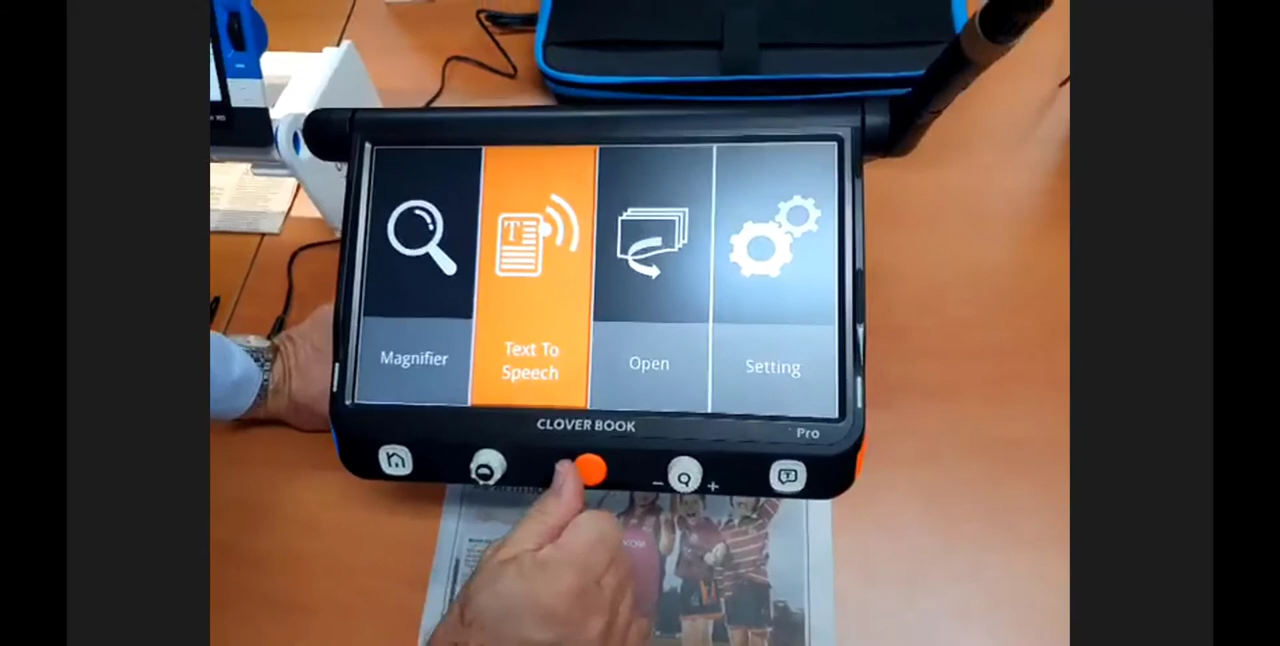 Magnifier
Text To
Speech
Open
Setting
CLOVER BOOK
Pro
- +
T
T